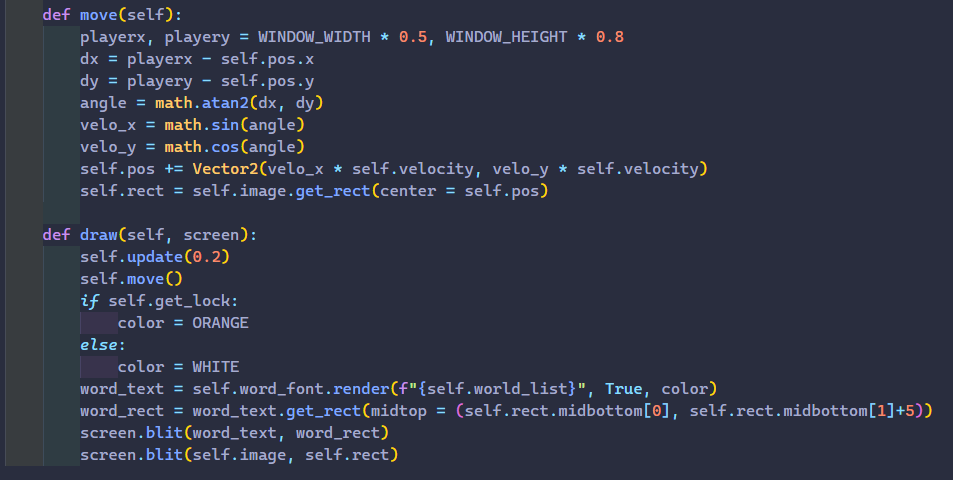 def move(self):
    playerx, playery = WINDOW_WIDTH * 0.5, WINDOW_HEIGHT * 0.8
    dx = playerx - self.pos.x
    dy = playery - self.pos.y
    angle = math.atan2(dx, dy)
    velo_x = math.sin(angle)
    velo_y = math.cos(angle)
    self.pos += Vector2(velo_x * self.velocity, velo_y * self.velocity)
    self.rect = self.image.get_rect(center = self.pos)

def draw(self, screen):
    self.update(0.2)
    self.move()
    if self.get_lock:
        color = ORANGE
    else:
        color = WHITE
    word_text = self.word_font.render(f"{self.world_list}", True, color)
    word_rect = word_text.get_rect(midtop = (self.rect.midbottom[0], self.rect.midbottom[1]+5))
    screen.blit(word_text, word_rect)
    screen.blit(self.image, self.rect)